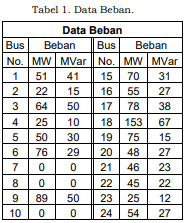 Tabel 1. Data Beban.
Data Beban
Bus Beban Bus Beban
No. MW MVar No. MW MVar
1 51 41 15 70 31
2 22 15 16 55 27
3 64 50 17 78 38
4 25 10 18 153 67
5 50 30 19 75 15
6 76 29 20 48 27
7 0 0 21 46 23
8 0 0 22 45 22
9 89 50 23 25 12
10 0 0 24 54 27